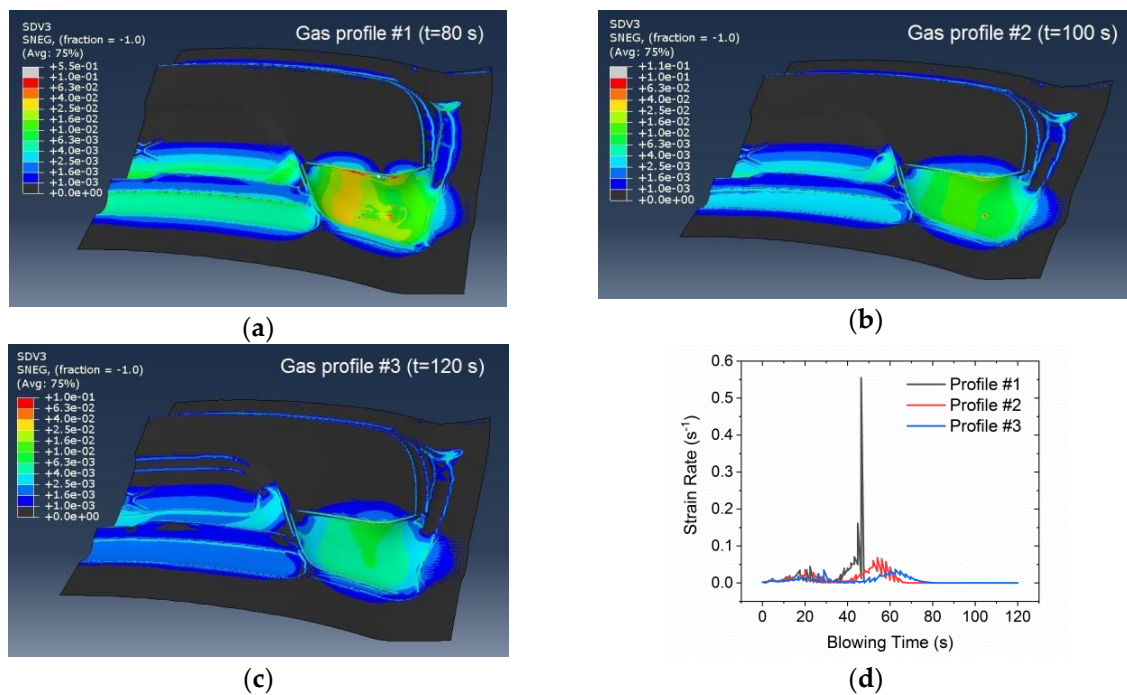 SDV3
SNEG, (fraction = -1.0)
(Avg: 75%)
+5.5e-01
+1.0e-01
+6.3e-02
+4.0e-02
+2.5e-02
+1.6e-02
+1.0e-02
+6.3e-03
+4.0e-03
+2.5e-03
+1.6e-03
+1.0e-03
+0.0e+00
Gas profile #1 (t=80 s)
(a)
SDV3
SNEG, (fraction = -1.0)
(Avg: 75%)
+1.1e-01
+1.0e-01
+6.3e-02
+4.0e-02
+2.5e-02
+1.6e-02
+1.0e-02
+6.3e-03
+4.0e-03
+2.5e-03
+1.6e-03
+1.0e-03
+0.0e+00
Gas profile #2 (t=100 s)
(b)
SDV3
SNEG, (fraction = -1.0)
(Avg: 75%)
+1.0e-01
+6.3e-02
+4.0e-02
+2.5e-02
+1.6e-02
+1.0e-02
+6.3e-03
+4.0e-03
+2.5e-03
+1.6e-03
+1.0e-03
+0.0e+00
Gas profile #3 (t=120 s)
(c)
Strain Rate (s⁻¹)
0.6
0.5
0.4
0.3
0.2
0.1
0.0
Profile #1
Profile #2
Profile #3
0 20 40 60 80 100 120
Blowing Time (s)
(d)